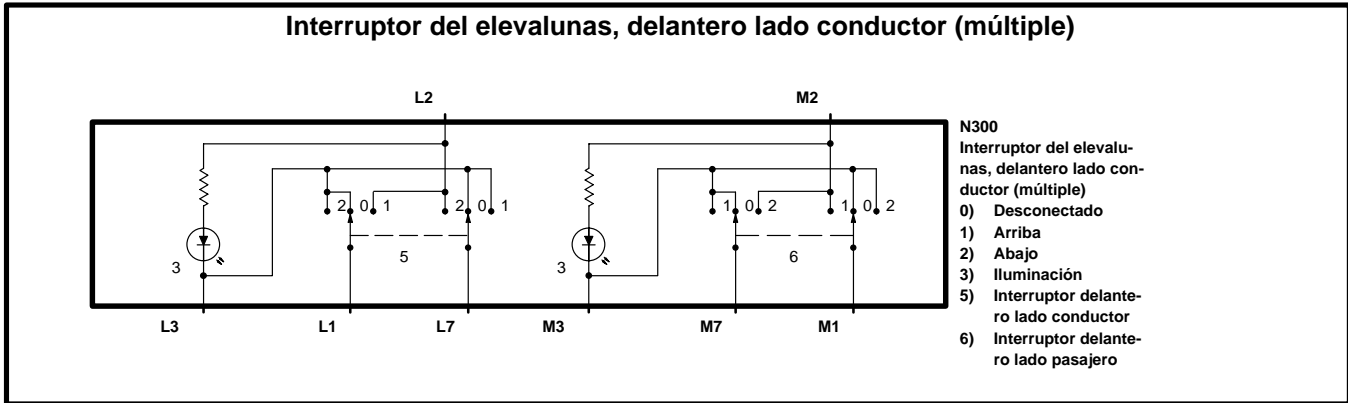 Interruptor del elevalunas, delantero lado conductor (múltiple)
L2
M2
N300
Interruptor del elevalu-
nas, delantero lado con-
ductor (múltiple)
0) Desconectado
1) Arriba
2) Abajo
3) Iluminación
5) Interruptor delante-
ro lado conductor
6) Interruptor delante-
ro lado pasajero
2 0 1
2 0 1
1 0 2
1 0 2
3
5
3
6
L3
L1
L7
M3
M7
M1